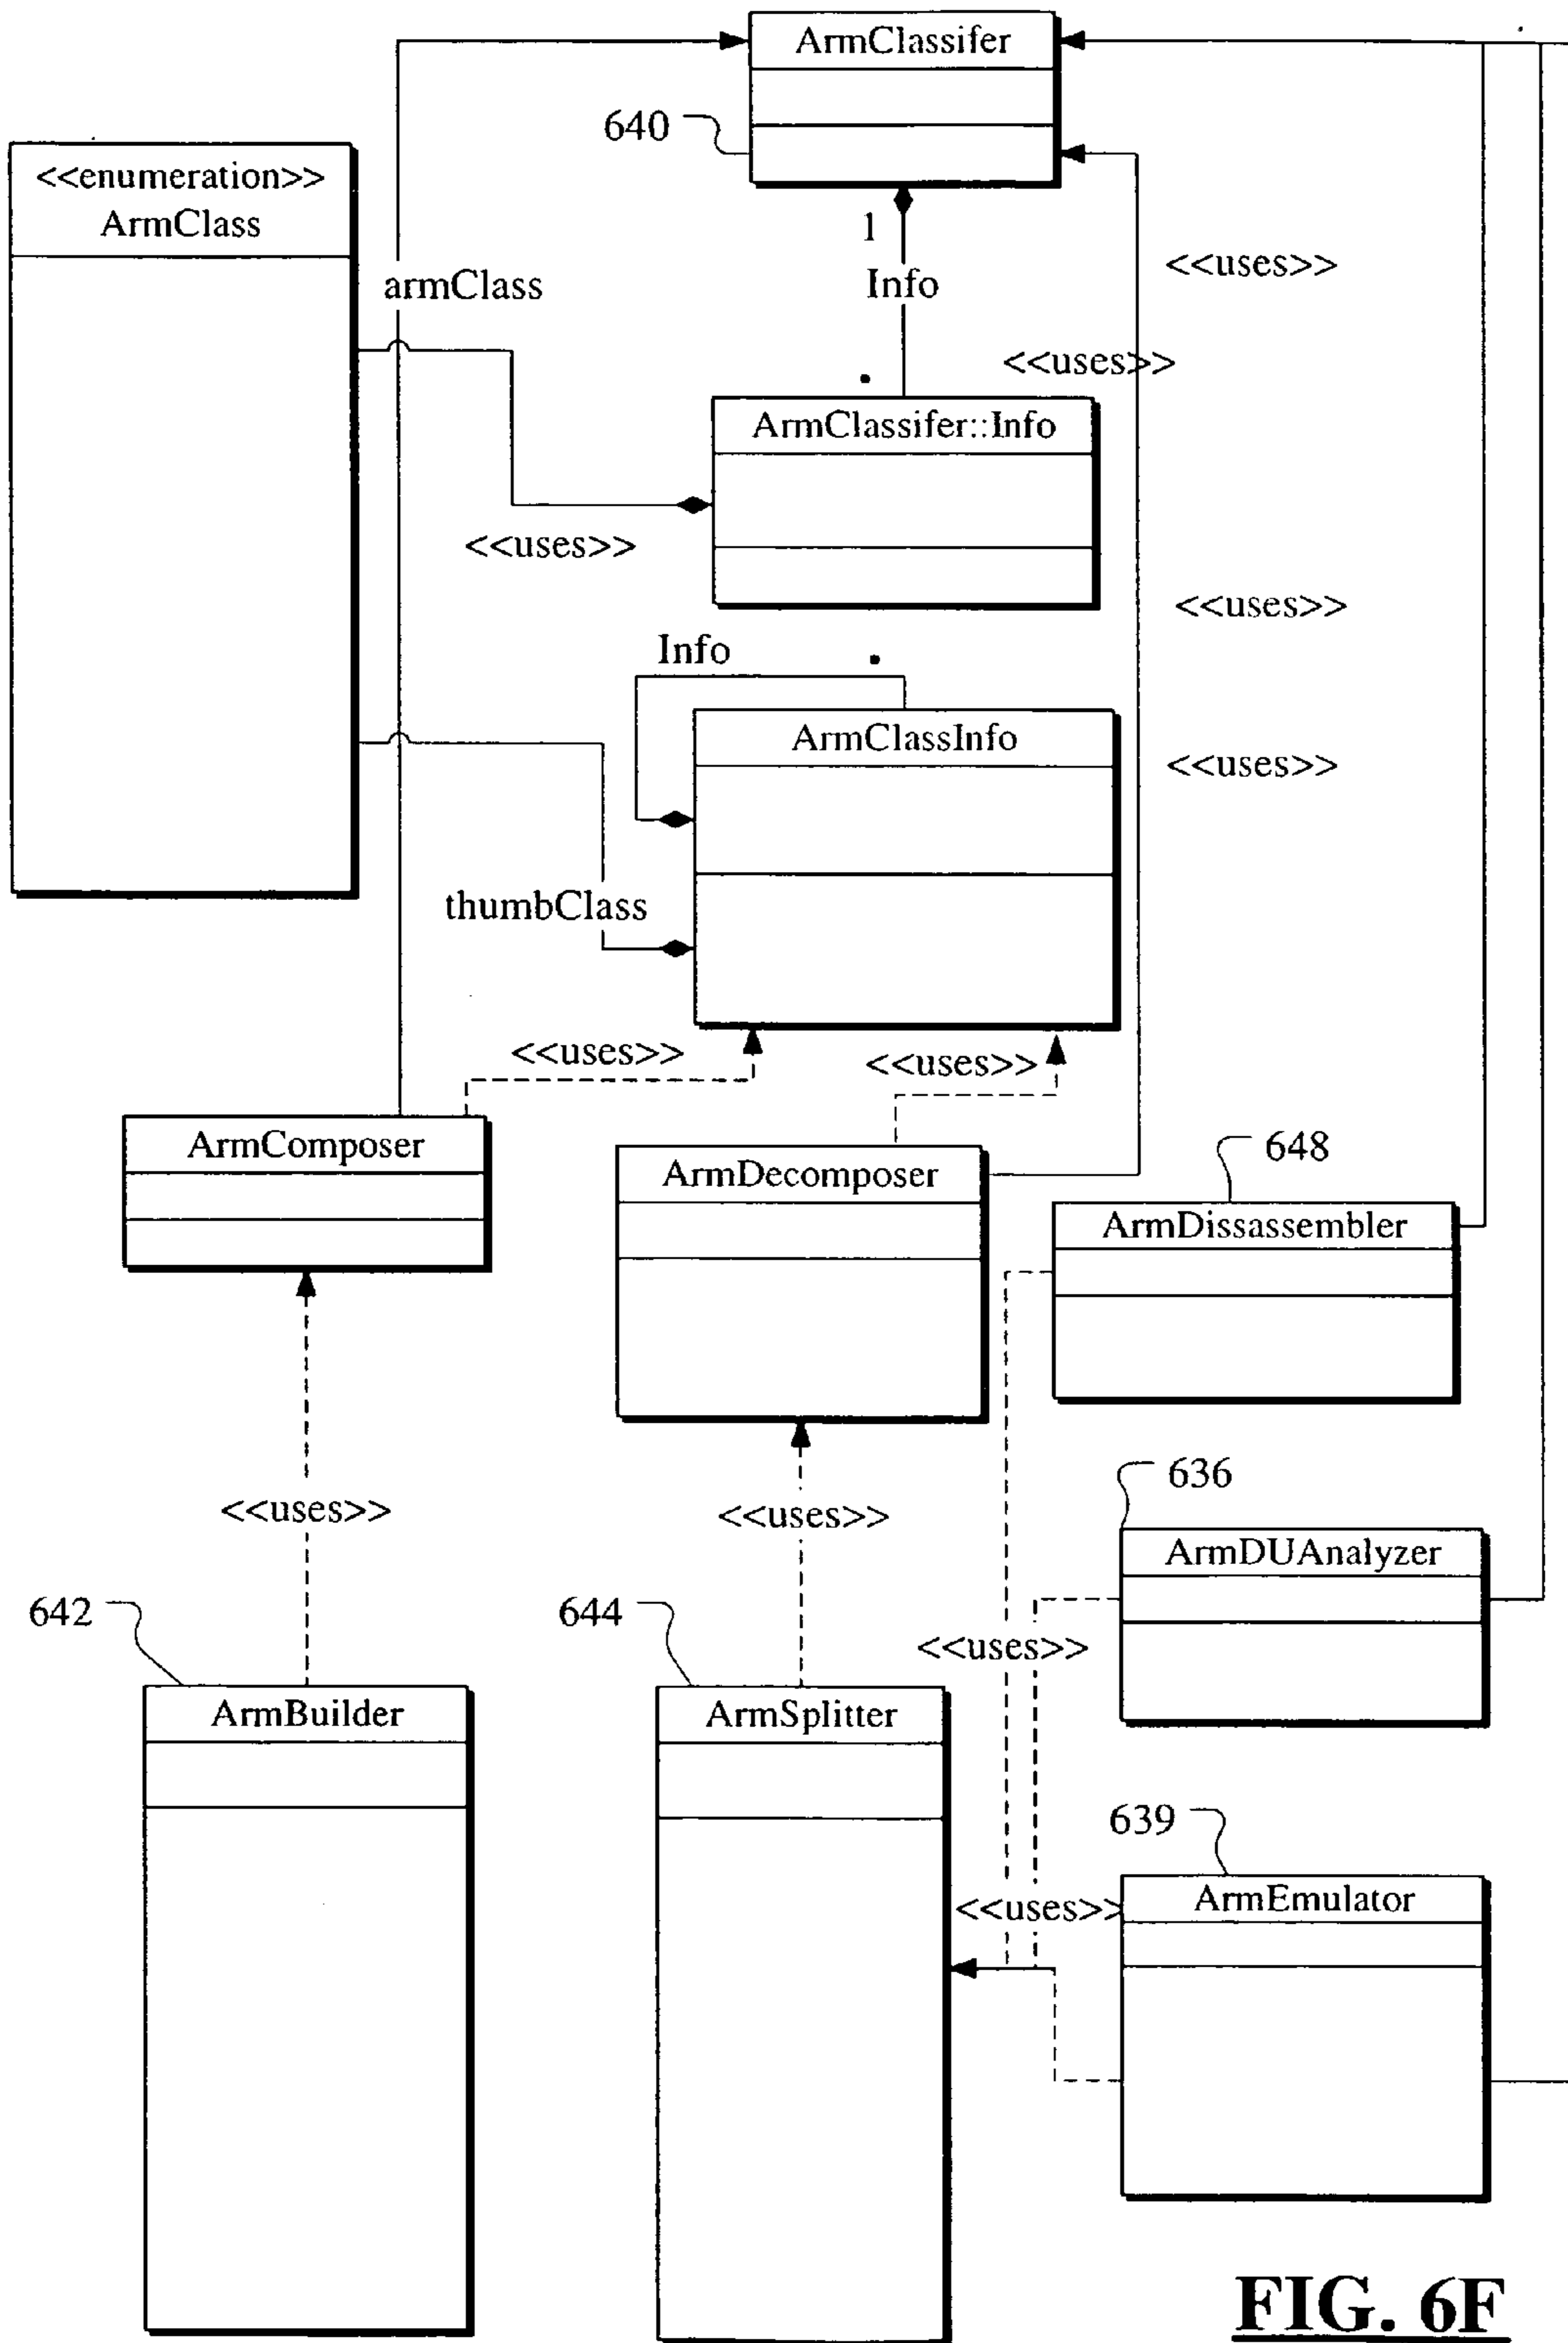 ArmClassifer
640
<<enumeration>>
ArmClass
1
armClass
Info
<<uses>>
<<uses>>
ArmClassifer::Info
<<uses>>
<<uses>>
Info
ArmClassInfo
<<uses>>
thumbClass
<<uses>>
<<uses>>
ArmComposer
648
ArmDecomposer
ArmDissassembler
636
<<uses>>
<<uses>>
ArmDUAnalyzer
642
644
<<uses>>
ArmBuilder
ArmSplitter
639
<<uses>>
ArmEmulator
FIG. 6F